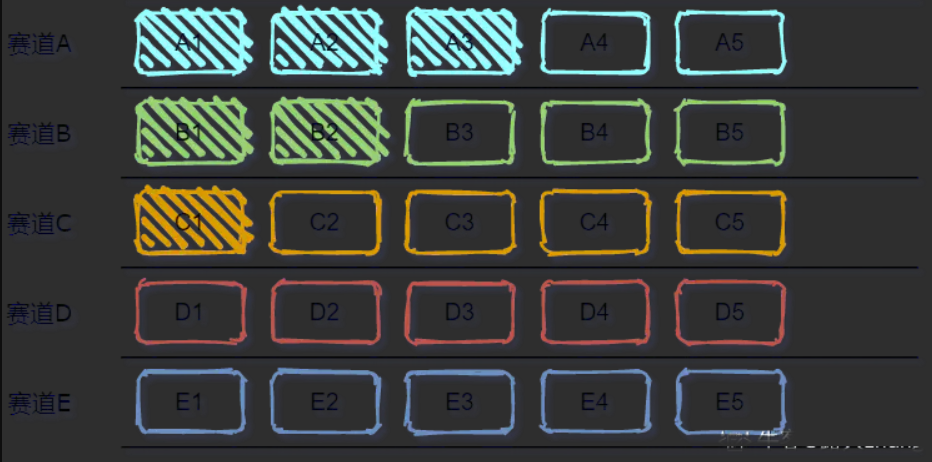 赛道A A1 A2 A3 A4 A5
赛道B B1 B2 B3 B4 B5
赛道C C1 C2 C3 C4 C5
赛道D D1 D2 D3 D4 D5
赛道E E1 E2 E3 E4 E5